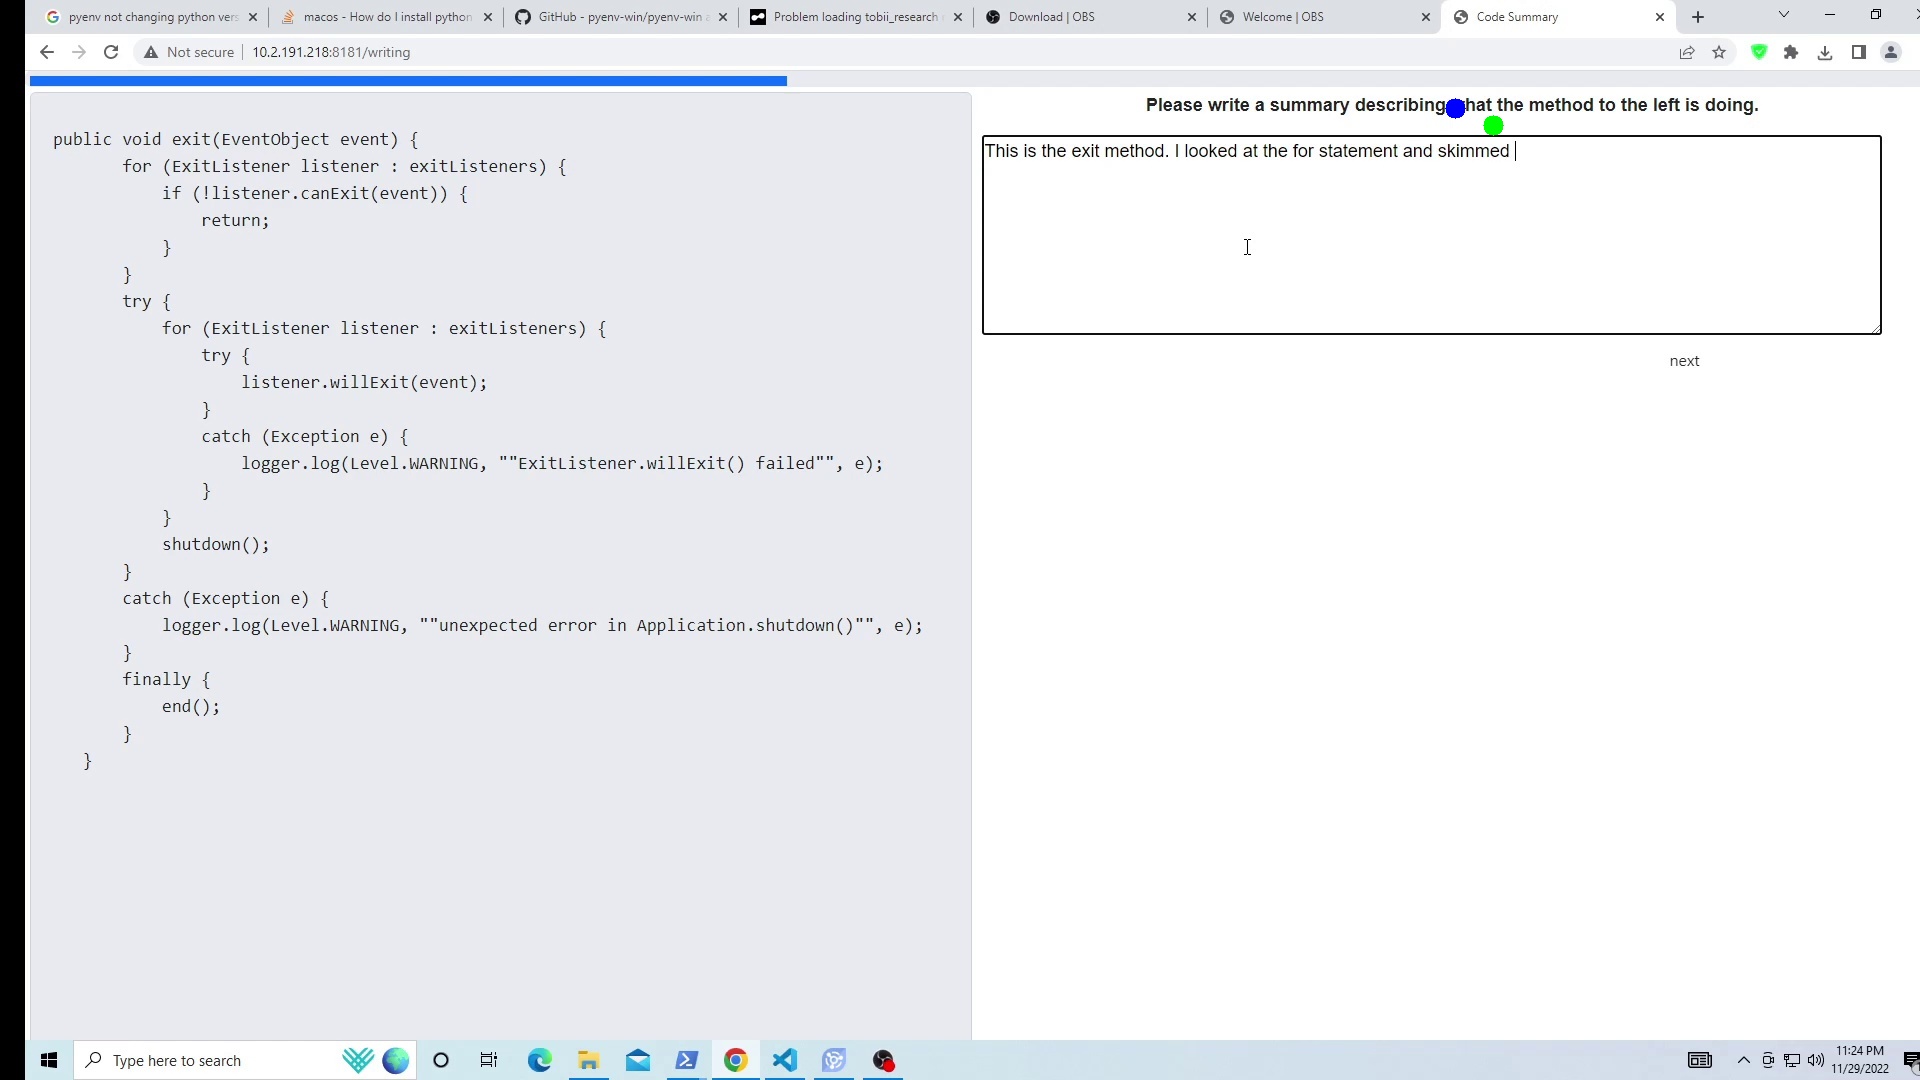 pyenv not changing python vers
macos - How do I install python
GitHub - pyenv-win/pyenv-win a
Problem loading tobii_research
Download | OBS
Welcome | OBS
Code Summary
Not secure
10.2.191.218:8181/writing
public void exit(EventObject event) {
for (ExitListener listener : exitListeners) {
if (!listener.canExit(event)) {
return;
}
}
try {
for (ExitListener listener : exitListeners) {
try {
listener.willExit(event);
}
catch (Exception e) {
logger.log(Level.WARNING, ""ExitListener.willExit() failed"", e);
}
}
shutdown();
}
catch (Exception e) {
logger.log(Level.WARNING, ""unexpected error in Application.shutdown()"", e);
}
finally {
end();
}
}
Please write a summary describing what the method to the left is doing.
This is the exit method. I looked at the for statement and skimmed
next
Type here to search
11:24 PM
11/29/2022